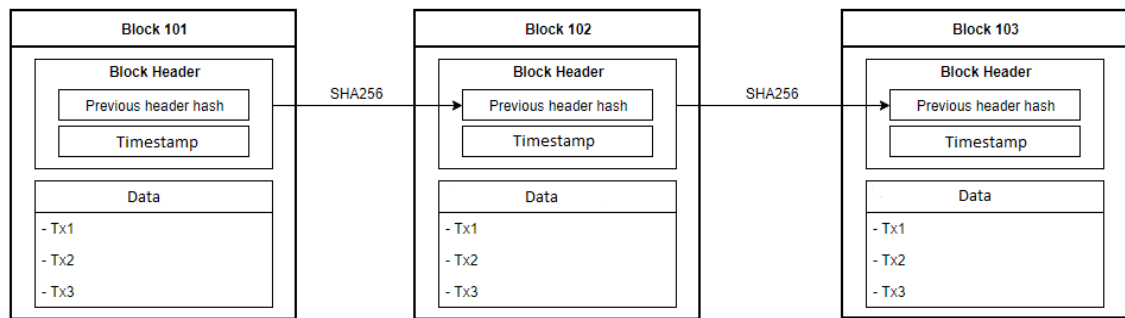 Block 101
Block Header
Previous header hash
Timestamp
Data
- Tx1
- Tx2
- Tx3
SHA256
Block 102
Block Header
Previous header hash
Timestamp
Data
- Tx1
- Tx2
- Tx3
SHA256
Block 103
Block Header
Previous header hash
Timestamp
Data
- Tx1
- Tx2
- Tx3